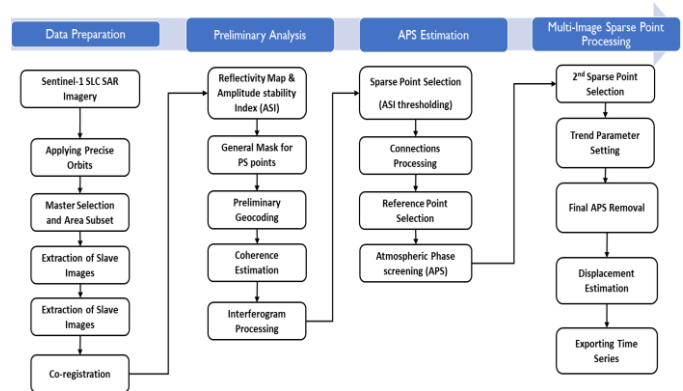 Data Preparation
Preliminary Analysis
APS Estimation
Multi-Image Sparse Point
Processing
Sentinel-1 SLC SAR
Imagery
Applying Precise
Orbits
Master Selection
and Area Subset
Extraction of Slave
Images
Extraction of Slave
Images
Co-registration
Reflectivity Map &
Amplitude stability
Index (ASI)
General Mask for
PS points
Preliminary
Geocoding
Coherence
Estimation
Interferogram
Processing
Sparse Point Selection
(ASI thresholding)
Connections
Processing
Reference Point
Selection
Atmospheric Phase
screening (APS)
2nd Sparse Point
Selection
Trend Parameter
Setting
Final APS Removal
Displacement
Estimation
Exporting Time
Series